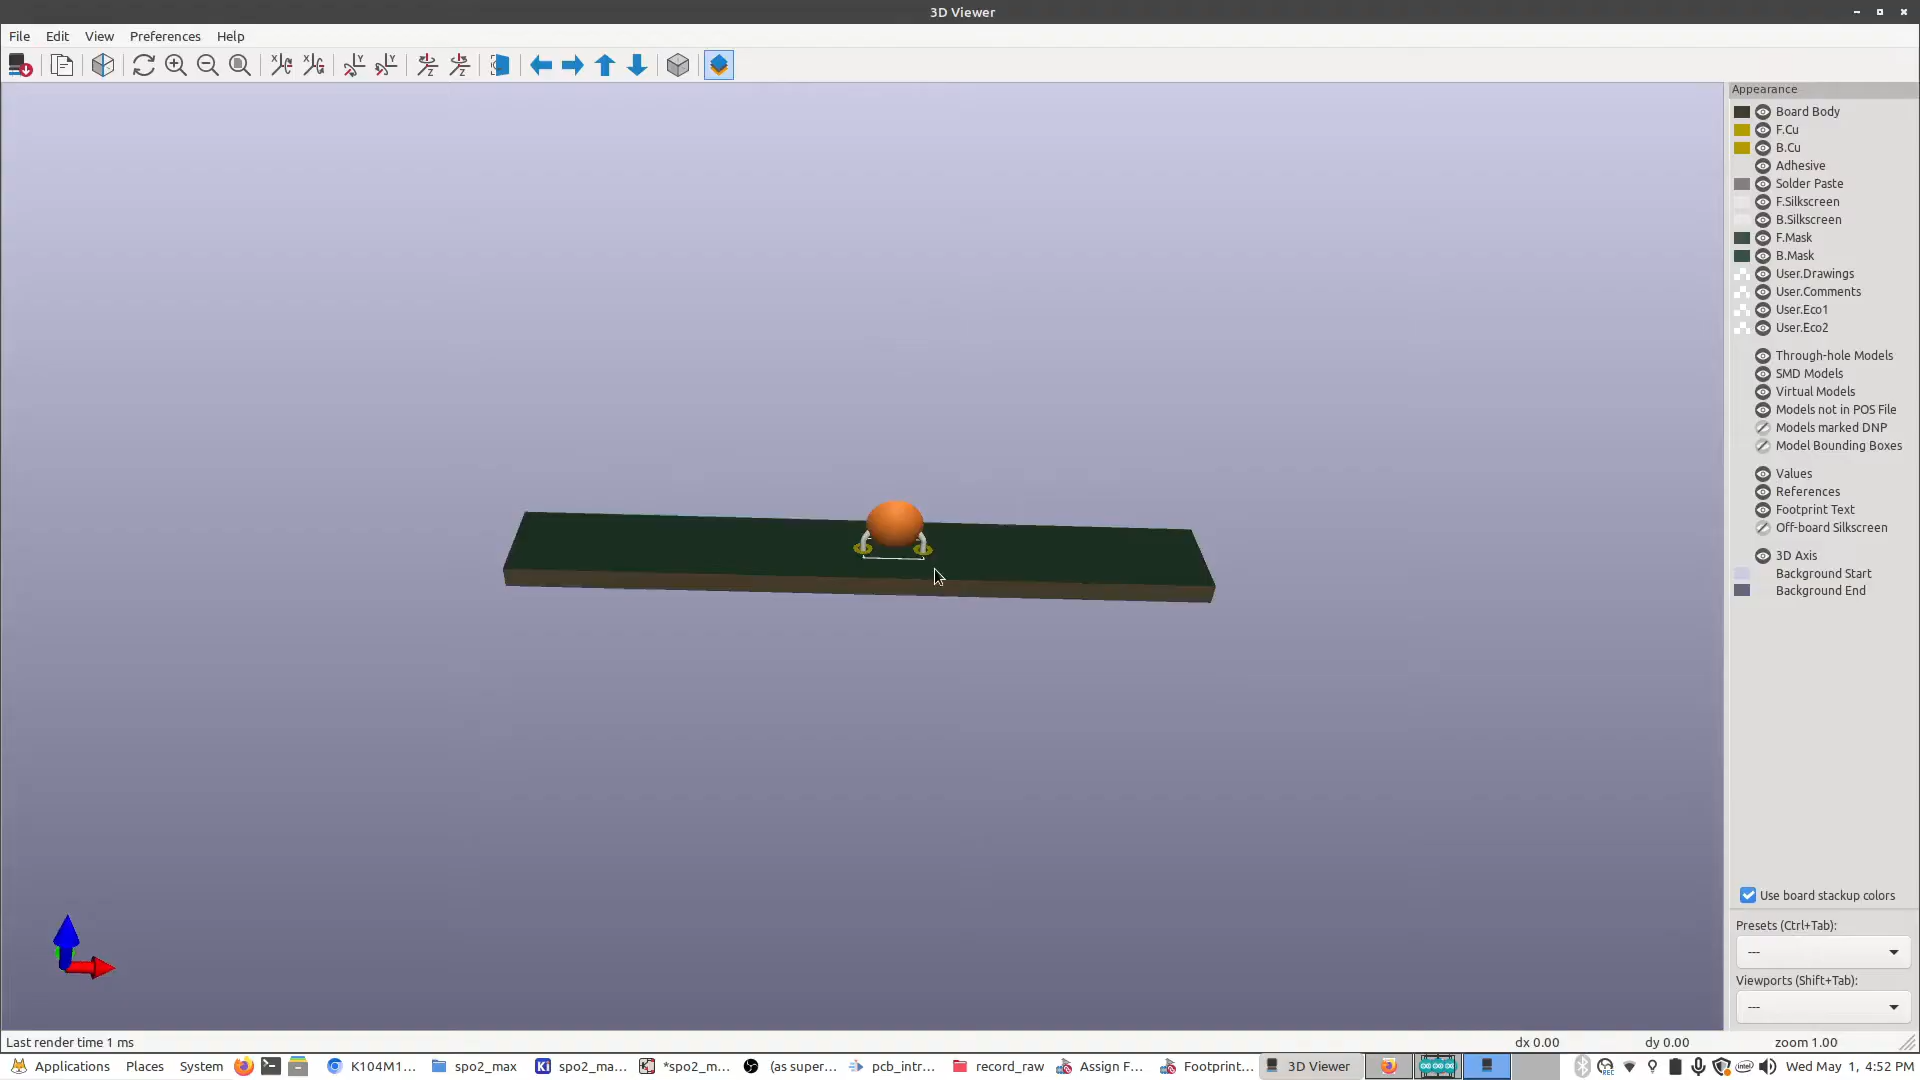 3D Viewer
File Edit View Preferences Help
Appearance
Board Body
F.Cu
B.Cu
Adhesive
Solder Paste
F.Silkscreen
B.Silkscreen
F.Mask
B.Mask
User.Drawings
User.Comments
User.Eco1
User.Eco2
Through-hole Models
SMD Models
Virtual Models
Models not in POS File
Models marked DNP
Model Bounding Boxes
Values
References
Footprint Text
Off-board Silkscreen
3D Axis
Background Start
Background End
Use board stackup colors
Presets (Ctrl+Tab):
---
Viewports (Shift+Tab):
---
Last render time 1 ms dx 0.00 dy 0.00 zoom 1.00
Applications Places System K104M1... spo2_max spo2_ma... *spo2_m... (as super... pcb_intr... record_raw Assign F... Footprint... 3D Viewer Wed May 1, 4:52 PM